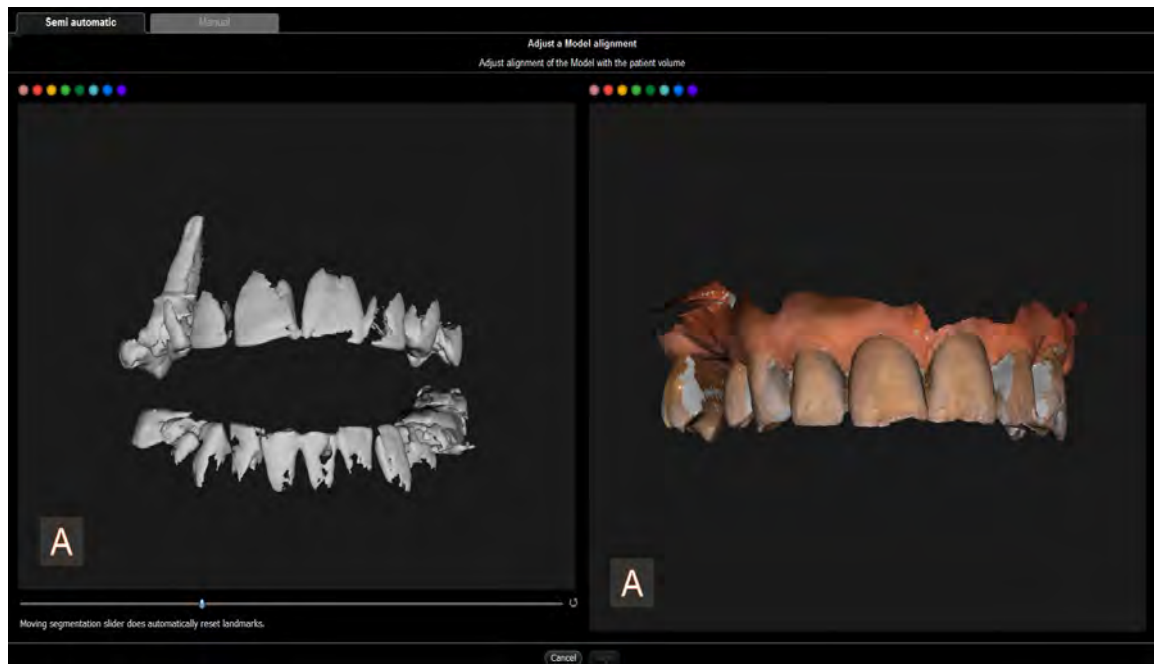 Semi automatic
Manual
Adjust a Model alignment
Adjust alignment of the Model with the patient volume
A
A
Moving segmentation slider does automatically reset landmarks.
Cancel